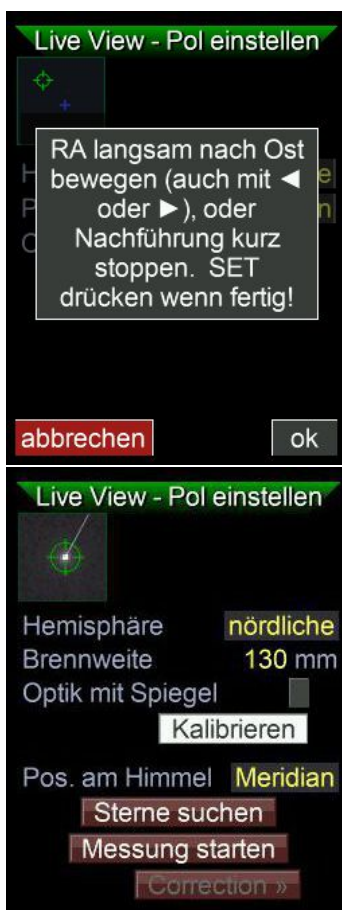 Live View - Pol einstellen
RA langsam nach Ost
bewegen (auch mit ◄
oder ►), oder
Nachführung kurz
stoppen. SET
drücken wenn fertig!
abbrechen ok
Live View - Pol einstellen
Hemisphäre nördliche
Brennweite 130 mm
Optik mit Spiegel
Kalibrieren
Pos. am Himmel Meridian
Sterne suchen
Messung starten
Correction »